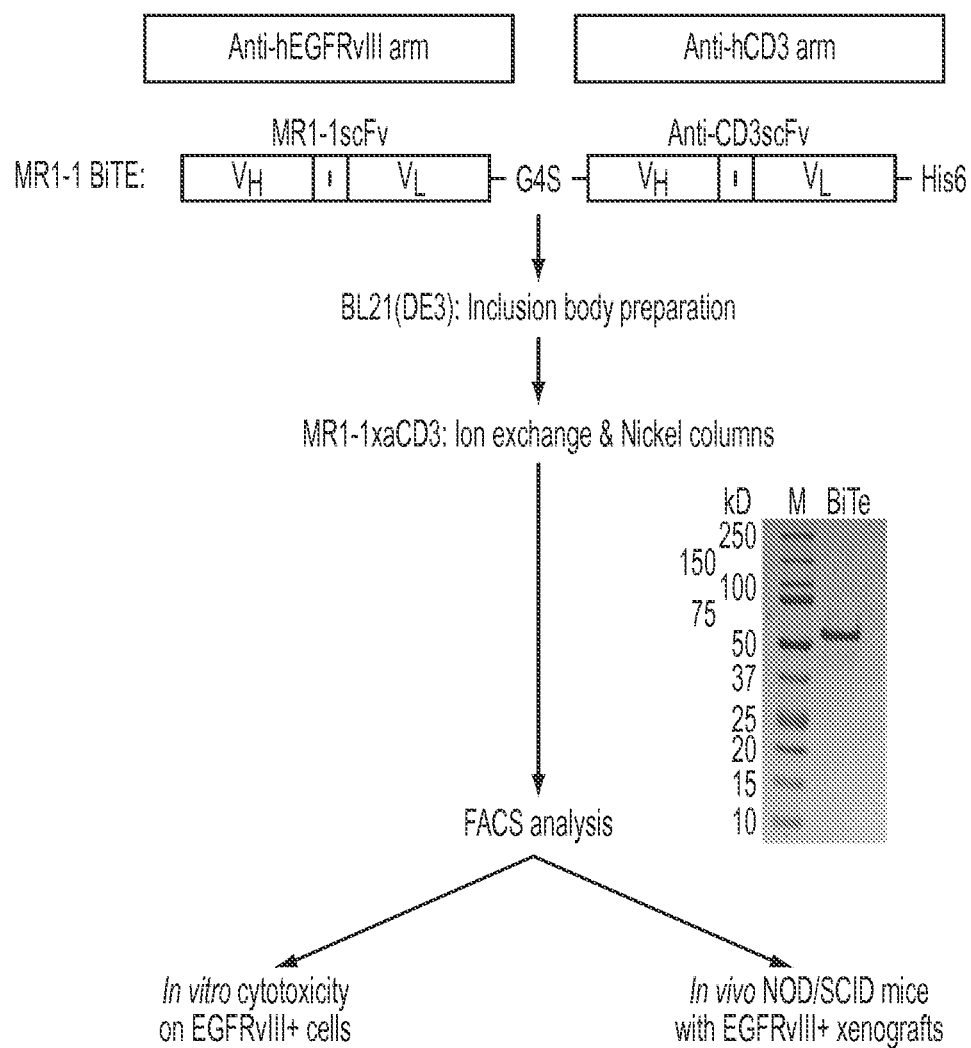 Anti-hEGFRvIII arm
Anti-hCD3 arm
MR1-1scFv
Anti-CD3scFv
MR1-1 BiTE: VH I VL G4S VH I VL His6
BL21(DE3): Inclusion body preparation
MR1-1xaCD3: Ion exchange & Nickel columns
kD M BiTe
250
150
100
75
50
37
25
20
15
10
FACS analysis
In vitro cytotoxicity
on EGFRvIII+ cells
In vivo NOD/SCID mice
with EGFRvIII+ xenografts